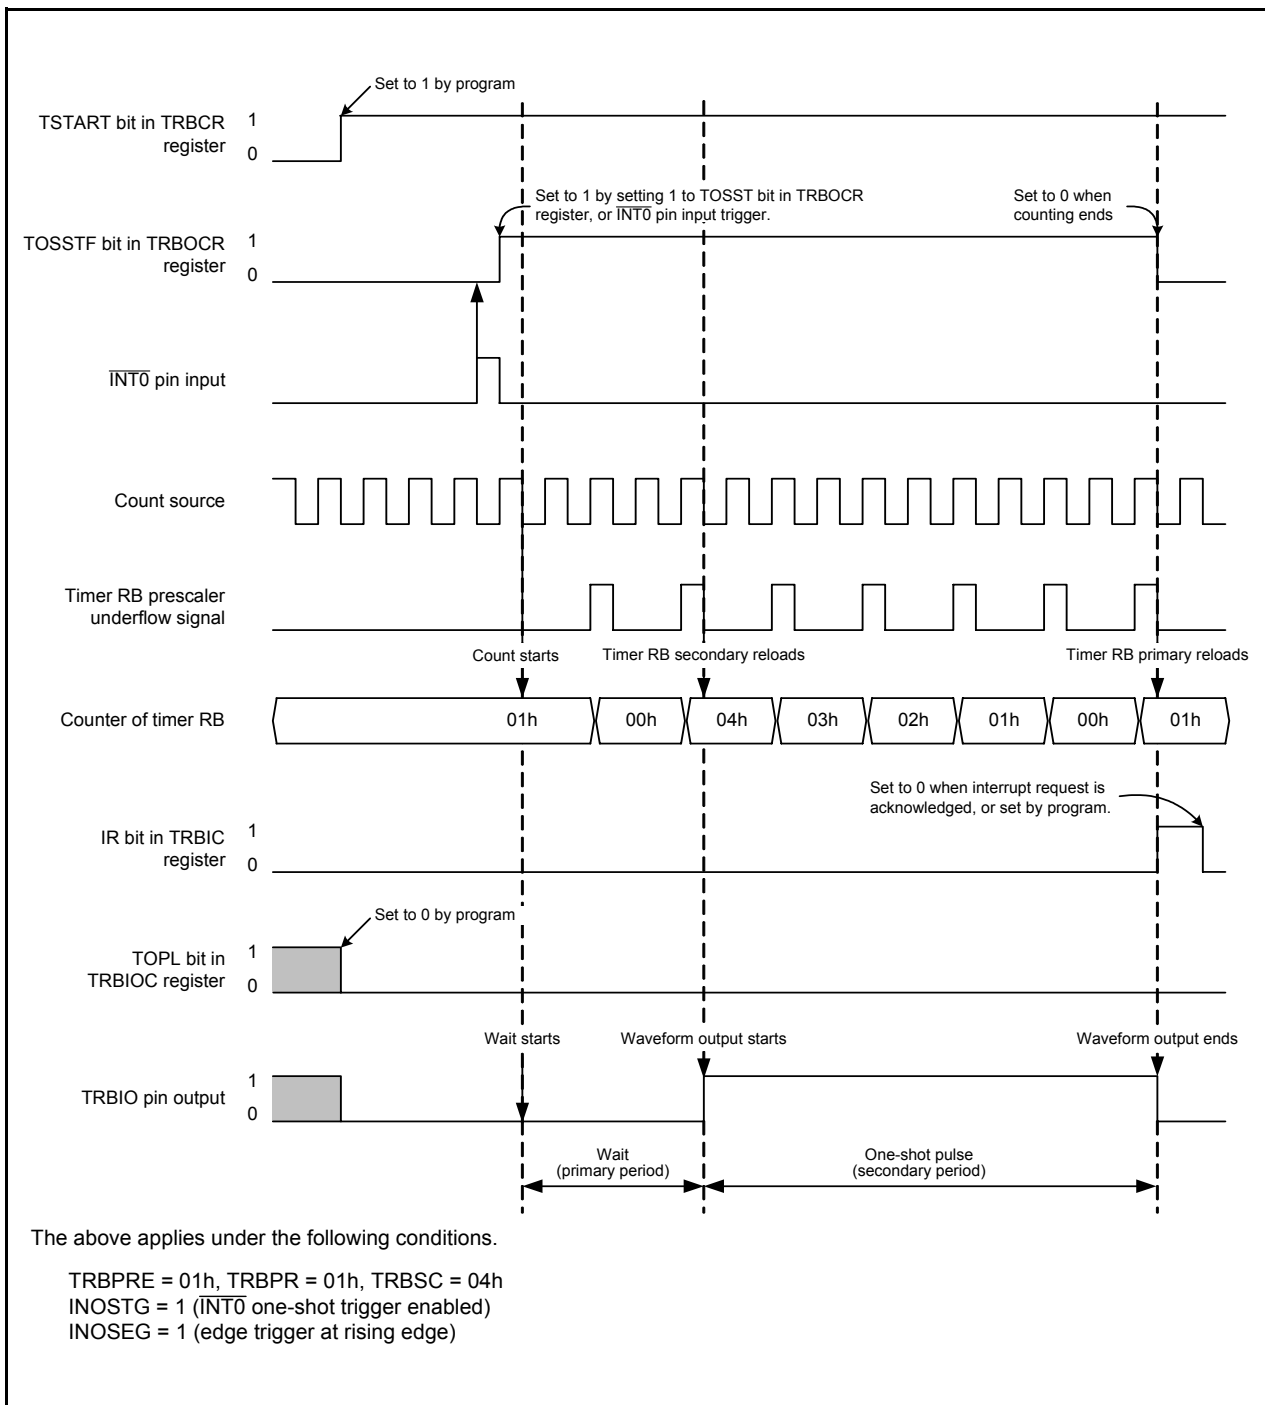 Set to 1 by program
TSTART bit in TRBCR
register
1
0
Set to 1 by setting 1 to TOSST bit in TRBOCR
register, or INT0 pin input trigger.
Set to 0 when
counting ends
TOSSTF bit in TRBOCR
register
1
0
INT0 pin input
Count source
Timer RB prescaler
underflow signal
Count starts
Timer RB secondary reloads
Timer RB primary reloads
Counter of timer RB
01h
00h
04h
03h
02h
01h
00h
01h
Set to 0 when interrupt request is
acknowledged, or set by program.
IR bit in TRBIC
register
1
0
Set to 0 by program
TOPL bit in
TRBIOC register
1
0
Wait starts
Waveform output starts
Waveform output ends
TRBIO pin output
1
0
Wait
(primary period)
One-shot pulse
(secondary period)
The above applies under the following conditions.
TRBPRE = 01h, TRBPR = 01h, TRBSC = 04h
INOSTG = 1 (INT0 one-shot trigger enabled)
INOSEG = 1 (edge trigger at rising edge)